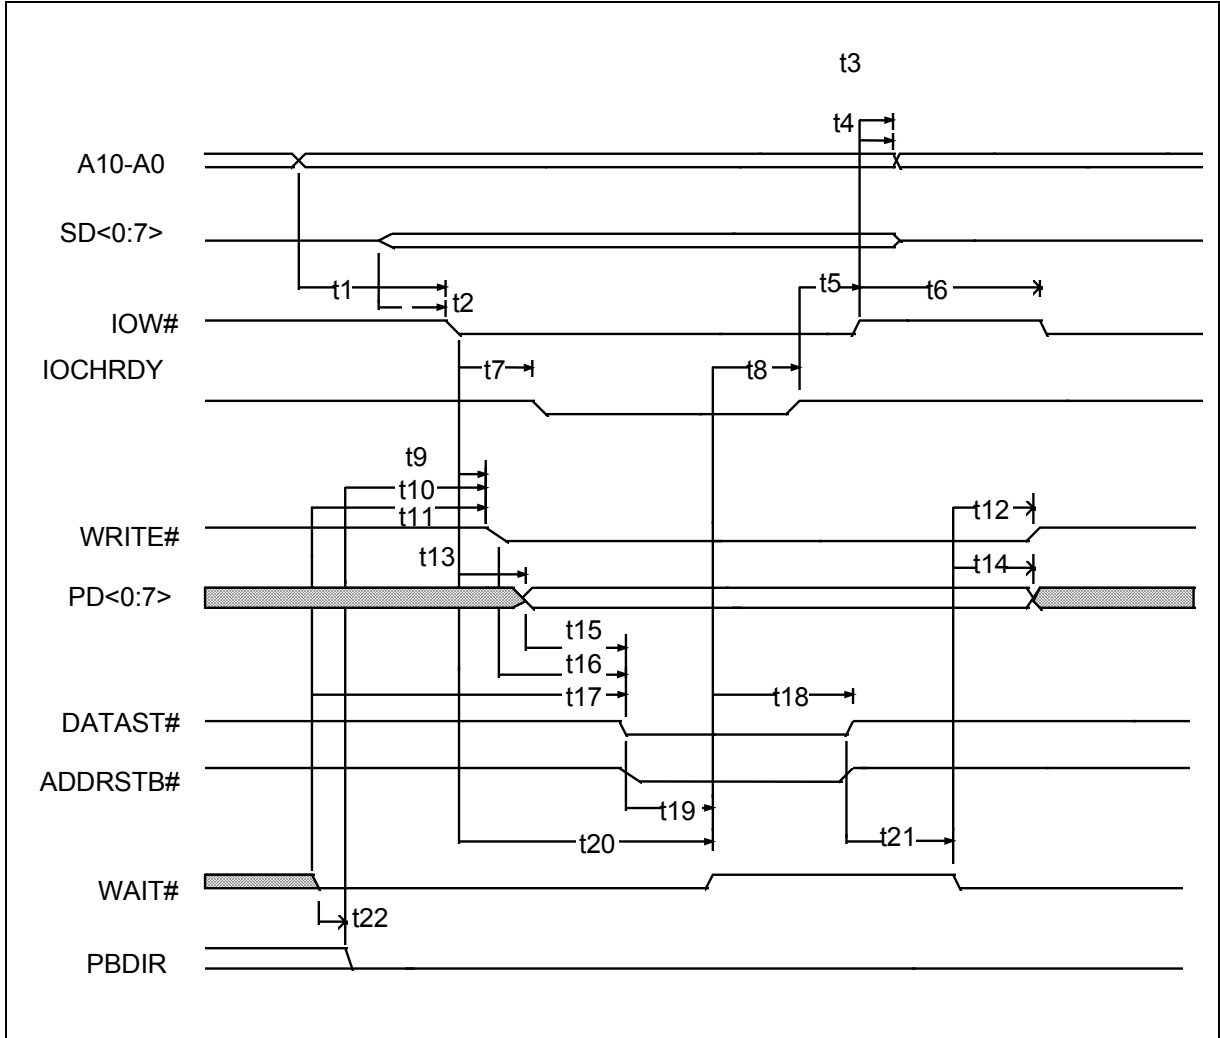 t3
t4
A10-A0
SD<0:7>
t1
t2
t5
t6
IOW#
IOCHRDY
t7
t8
t9
t10
t11
t12
WRITE#
t13
t14
PD<0:7>
t15
t16
t17
t18
DATAST#
ADDRSTB#
t19
t20
t21
WAIT#
t22
PBDIR